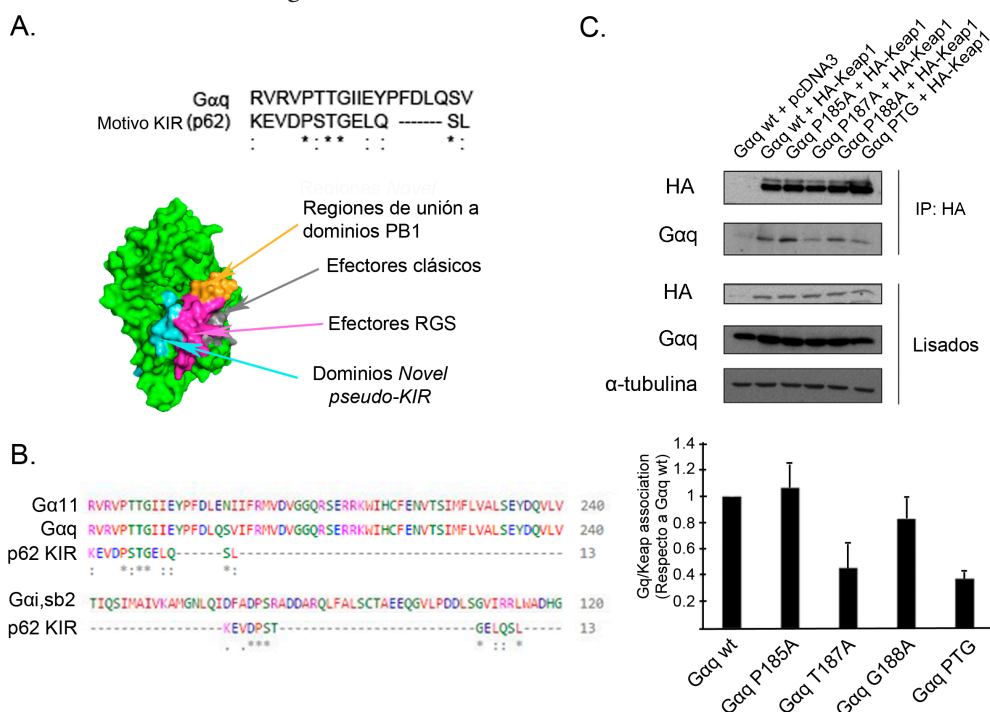 A.
Gαq RVRVPTTGIIEYPFDLQSV
Motivo KIR (p62) KEVDPSTGELQ ------- SL
: *:** : : *:
Regiones Novel
Regiones de unión a
dominios PB1
Efectores clásicos
Efectores RGS
Dominios Novel
pseudo-KIR
B.
Gα11 RVRVPTTGIIEYPFDLENIIFRMVDVGGQRSERRKWIHCFENVTSIMFLVALSEYDQVLV 240
Gαq RVRVPTTGIIEYPFDLQSVIFRMVDVGGQRSERRKWIHCFENVTSIMFLVALSEYDQVLV 240
p62 KIR KEVDPSTGELQ------SL----------------------------------------- 13
: *:** :: *:
Gαi,sb2 TIQSIMAIVKAMGNLQIDFADPSRADDARQLFALSCTAEEQGVLPDDLSGVIRRLWADHG 120
p62 KIR -----------------KEVDPST-------------------------GELQSL----- 13
. .*** * :: *
C.
Gαq wt + pcDNA3
Gαq wt + HA-Keap1
Gαq P185A + HA-Keap1
Gαq P187A + HA-Keap1
Gαq P188A + HA-Keap1
Gαq PTG + HA-Keap1
HA
Gαq
IP: HA
HA
Gαq
α-tubulina
Lisados
Gq/Keap association
(Respecto a Gαq wt)
1.4
1.2
1
0.8
0.6
0.4
0.2
Gαq wt
Gαq P185A
Gαq T187A
Gαq G188A
Gαq PTG